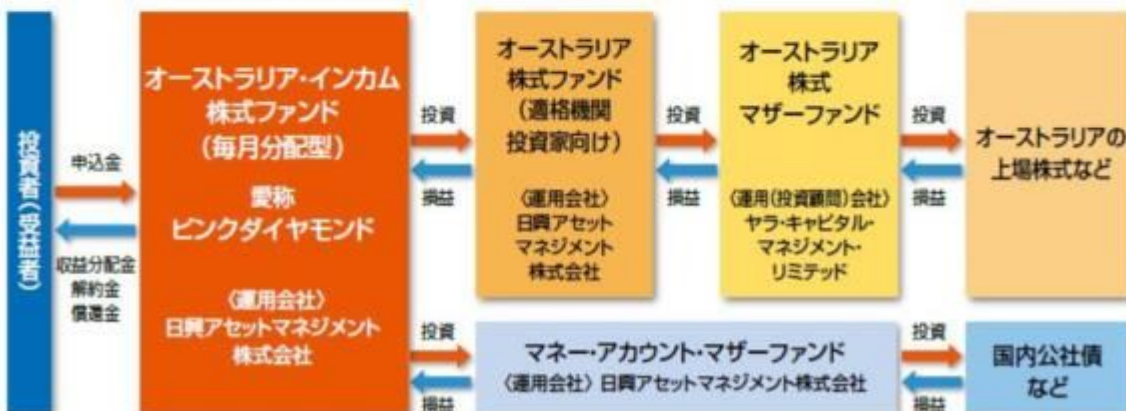 投資者(受益者)
申込金
収益分配金
解約金
償還金
オーストラリア・インカム
株式ファンド
(毎月分配型)
愛称
ピンクダイヤモンド
〈運用会社〉
日興アセットマネジメント
株式会社
投資
損益
オーストラリア
株式ファンド
(適格機関
投資家向け)
〈運用会社〉
日興アセット
マネジメント
株式会社
投資
損益
オーストラリア
株式
マザーファンド
〈運用(投資顧問)会社〉
ヤラ・キャピタル・
マネジメント・
リミテッド
投資
損益
オーストラリアの
上場株式など
投資
損益
マネー・アカウント・マザーファンド
〈運用会社〉日興アセットマネジメント株式会社
投資
損益
国内公社債
など